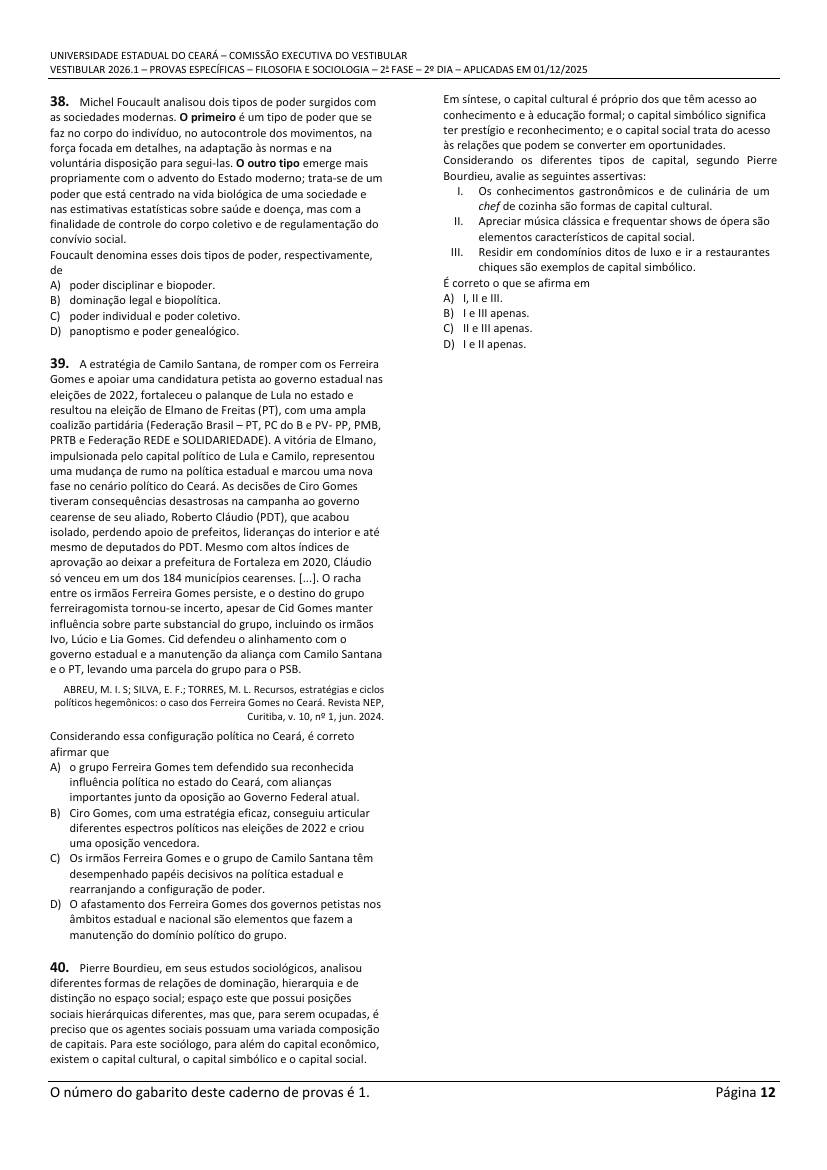 UNIVERSIDADE ESTADUAL DO CEARÁ – COMISSÃO EXECUTIVA DO VESTIBULAR
VESTIBULAR 2026.1 – PROVAS ESPECÍFICAS – FILOSOFIA E SOCIOLOGIA – 2ª FASE – 2º DIA – APLICADAS EM 01/12/2025
38. Michel Foucault analisou dois tipos de poder surgidos com
as sociedades modernas. O primeiro é um tipo de poder que se
faz no corpo do indivíduo, no autocontrole dos movimentos, na
força focada em detalhes, na adaptação às normas e na
voluntária disposição para segui-las. O outro tipo emerge mais
propriamente com o advento do Estado moderno; trata-se de um
poder que está centrado na vida biológica de uma sociedade e
nas estimativas estatísticas sobre saúde e doença, mas com a
finalidade de controle do corpo coletivo e de regulamentação do
convívio social.
Foucault denomina esses dois tipos de poder, respectivamente,
de
A) poder disciplinar e biopoder.
B) dominação legal e biopolítica.
C) poder individual e poder coletivo.
D) panoptismo e poder genealógico.
39. A estratégia de Camilo Santana, de romper com os Ferreira
Gomes e apoiar uma candidatura petista ao governo estadual nas
eleições de 2022, fortaleceu o palanque de Lula no estado e
resultou na eleição de Elmano de Freitas (PT), com uma ampla
coalizão partidária (Federação Brasil – PT, PC do B e PV- PP, PMB,
PRTB e Federação REDE e SOLIDARIEDADE). A vitória de Elmano,
impulsionada pelo capital político de Lula e Camilo, representou
uma mudança de rumo na política estadual e marcou uma nova
fase no cenário político do Ceará. As decisões de Ciro Gomes
tiveram consequências desastrosas na campanha ao governo
cearense de seu aliado, Roberto Cláudio (PDT), que acabou
isolado, perdendo apoio de prefeitos, lideranças do interior e até
mesmo de deputados do PDT. Mesmo com altos índices de
aprovação ao deixar a prefeitura de Fortaleza em 2020, Cláudio
só venceu em um dos 184 municípios cearenses. [...]. O racha
entre os irmãos Ferreira Gomes persiste, e o destino do grupo
ferreiragomista tornou-se incerto, apesar de Cid Gomes manter
influência sobre parte substancial do grupo, incluindo os irmãos
Ivo, Lúcio e Lia Gomes. Cid defendeu o alinhamento com o
governo estadual e a manutenção da aliança com Camilo Santana
e o PT, levando uma parcela do grupo para o PSB.
ABREU, M. I. S; SILVA, E. F.; TORRES, M. L. Recursos, estratégias e ciclos
políticos hegemônicos: o caso dos Ferreira Gomes no Ceará. Revista NEP,
Curitiba, v. 10, nº 1, jun. 2024.
Considerando essa configuração política no Ceará, é correto
afirmar que
A) o grupo Ferreira Gomes tem defendido sua reconhecida
influência política no estado do Ceará, com alianças
importantes junto da oposição ao Governo Federal atual.
B) Ciro Gomes, com uma estratégia eficaz, conseguiu articular
diferentes espectros políticos nas eleições de 2022 e criou
uma oposição vencedora.
C) Os irmãos Ferreira Gomes e o grupo de Camilo Santana têm
desempenhado papéis decisivos na política estadual e
rearranjando a configuração de poder.
D) O afastamento dos Ferreira Gomes dos governos petistas nos
âmbitos estadual e nacional são elementos que fazem a
manutenção do domínio político do grupo.
40. Pierre Bourdieu, em seus estudos sociológicos, analisou
diferentes formas de relações de dominação, hierarquia e de
distinção no espaço social; espaço este que possui posições
sociais hierárquicas diferentes, mas que, para serem ocupadas, é
preciso que os agentes sociais possuam uma variada composição
de capitais. Para este sociólogo, para além do capital econômico,
existem o capital cultural, o capital simbólico e o capital social.
Em síntese, o capital cultural é próprio dos que têm acesso ao
conhecimento e à educação formal; o capital simbólico significa
ter prestígio e reconhecimento; e o capital social trata do acesso
às relações que podem se converter em oportunidades.
Considerando os diferentes tipos de capital, segundo Pierre
Bourdieu, avalie as seguintes assertivas:
I. Os conhecimentos gastronômicos e de culinária de um
chef de cozinha são formas de capital cultural.
II. Apreciar música clássica e frequentar shows de ópera são
elementos característicos de capital social.
III. Residir em condomínios ditos de luxo e ir a restaurantes
chiques são exemplos de capital simbólico.
É correto o que se afirma em
A) I, II e III.
B) I e III apenas.
C) II e III apenas.
D) I e II apenas.
O número do gabarito deste caderno de provas é 1.
Página 12